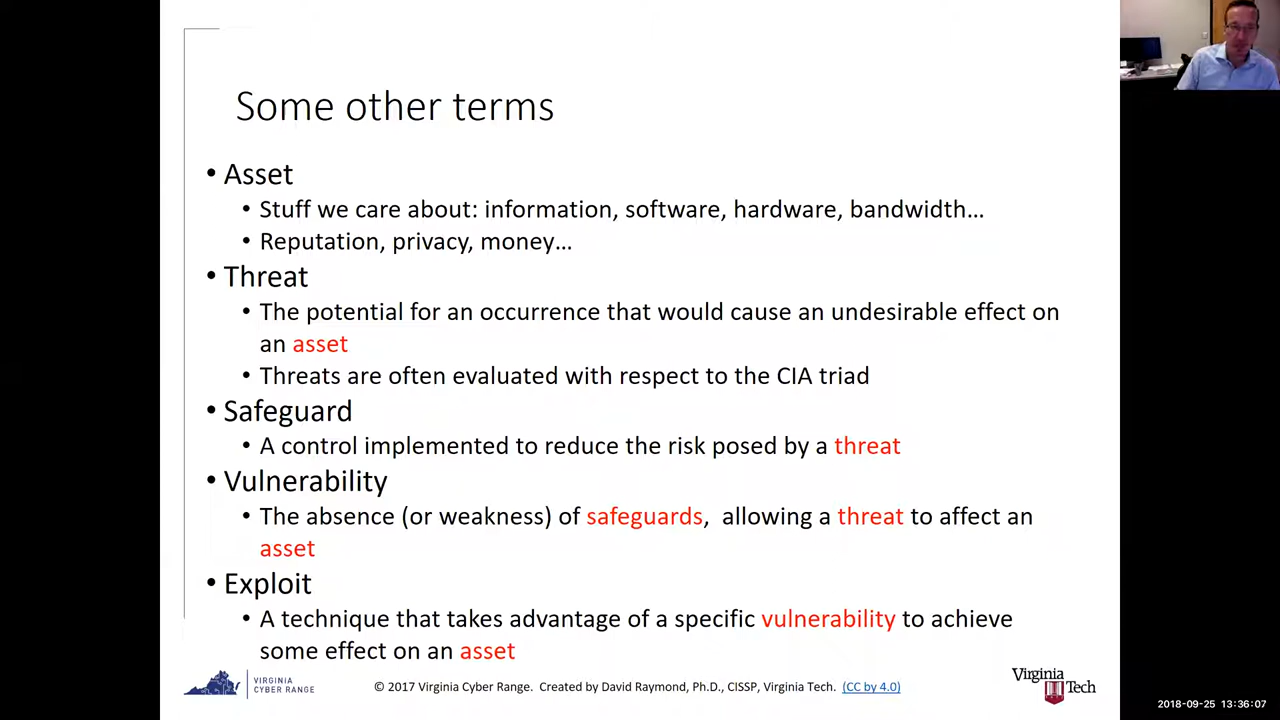 Some other terms
• Asset
• Stuff we care about: information, software, hardware, bandwidth…
• Reputation, privacy, money…
• Threat
• The potential for an occurrence that would cause an undesirable effect on
an asset
• Threats are often evaluated with respect to the CIA triad
• Safeguard
• A control implemented to reduce the risk posed by a threat
• Vulnerability
• The absence (or weakness) of safeguards,  allowing a threat to affect an
asset
• Exploit
• A technique that takes advantage of a specific vulnerability to achieve
some effect on an asset
VIRGINIA
CYBER RANGE
© 2017 Virginia Cyber Range.  Created by David Raymond, Ph.D., CISSP, Virginia Tech.  (CC by 4.0)
Virginia
Tech
2018-09-25  13:36:07